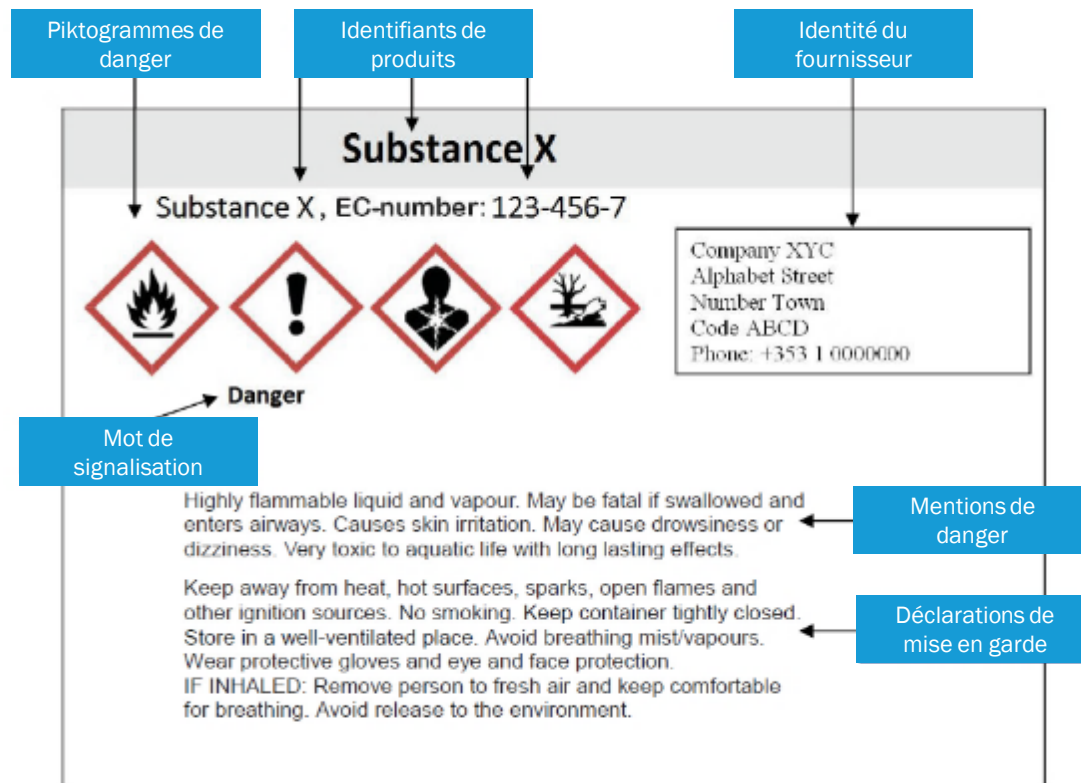 Piktogrammes de
danger
Identifiants de
produits
Identité du
fournisseur
Substance X
Substance X, EC-number: 123-456-7
Company XYC
Alphabet Street
Number Town
Code ABCD
Phone: +353 1 0000000
Danger
Mot de
signalisation
Highly flammable liquid and vapour. May be fatal if swallowed and
enters airways. Causes skin irritation. May cause drowsiness or
dizziness. Very toxic to aquatic life with long lasting effects.
Mentions de
danger
Keep away from heat, hot surfaces, sparks, open flames and
other ignition sources. No smoking. Keep container tightly closed.
Store in a well-ventilated place. Avoid breathing mist/vapours.
Wear protective gloves and eye and face protection.
IF INHALED: Remove person to fresh air and keep comfortable
for breathing. Avoid release to the environment.
Déclarations de
mise en garde